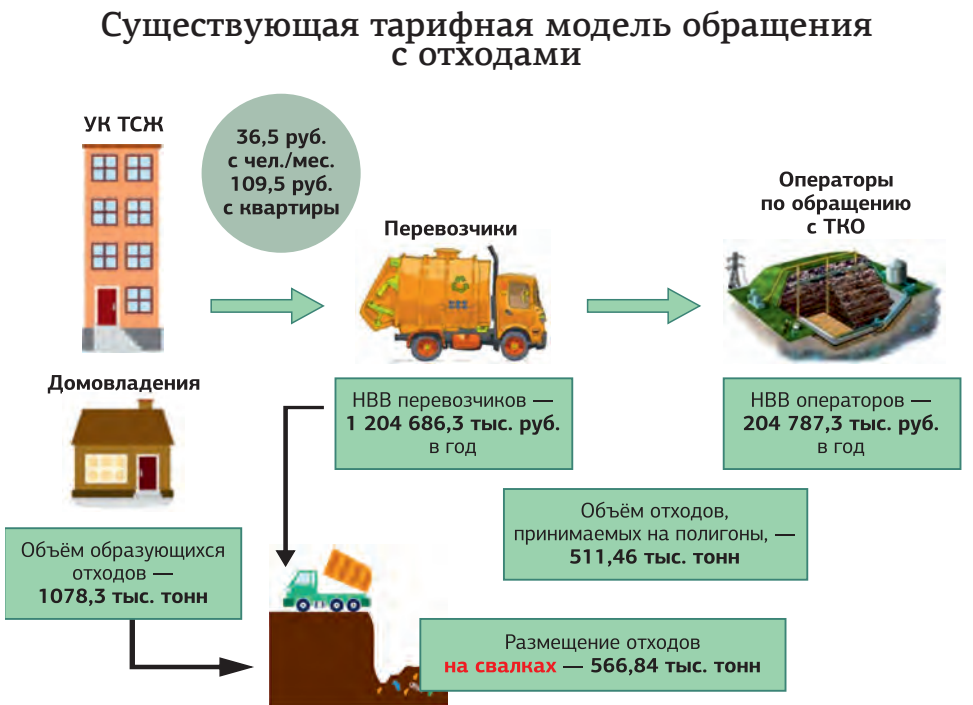 Существующая тарифная модель обращения
с отходами
УК ТСЖ
36,5 руб.
с чел./мес.
109,5 руб.
с квартиры
Перевозчики
Операторы
по обращению
с ТКО
Домовладения
НВВ перевозчиков —
1 204 686,3 тыс. руб.
в год
НВВ операторов —
204 787,3 тыс. руб.
в год
Объём отходов,
принимаемых на полигоны, —
511,46 тыс. тонн
Объём образующихся
отходов —
1078,3 тыс. тонн
Размещение отходов
на свалках — 566,84 тыс. тонн